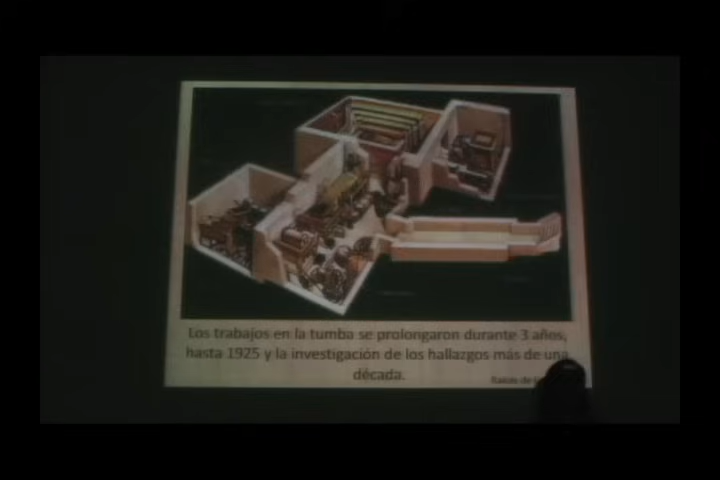 Los trabajos en la tumba se prolongaron durante 3 años,
hasta 1925 y la investigación de los hallazgos más de una
década.